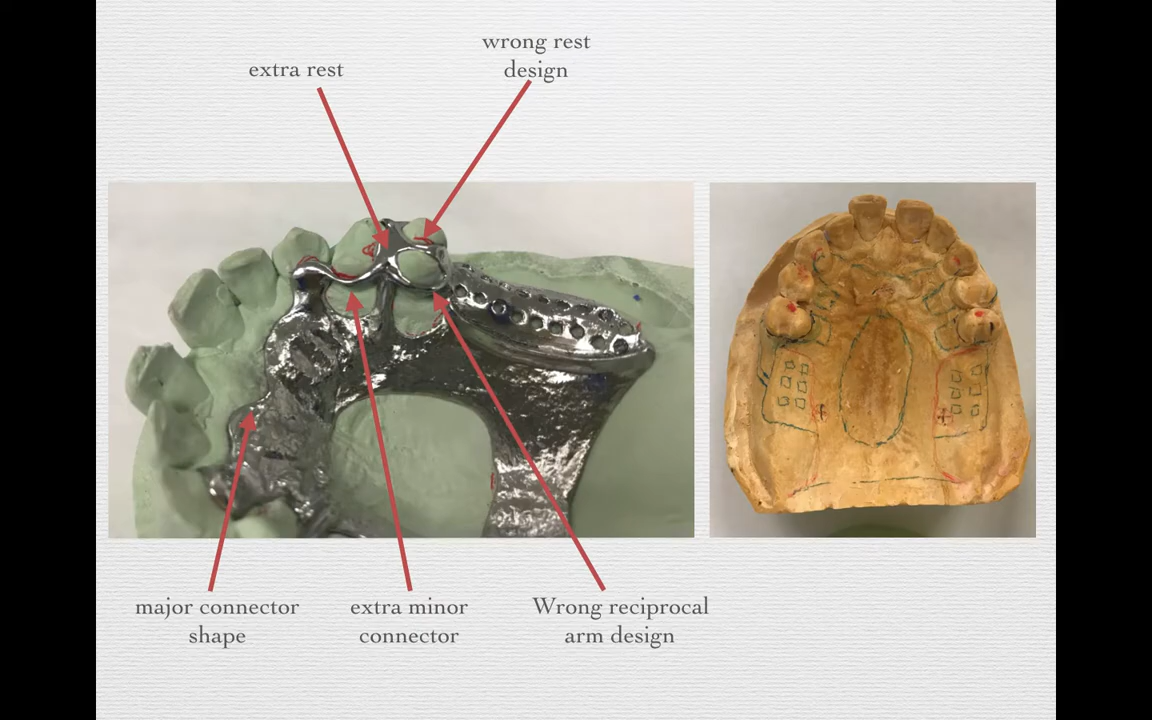 wrong rest
design
extra rest
major connector
shape
extra minor
connector
Wrong reciprocal
arm design